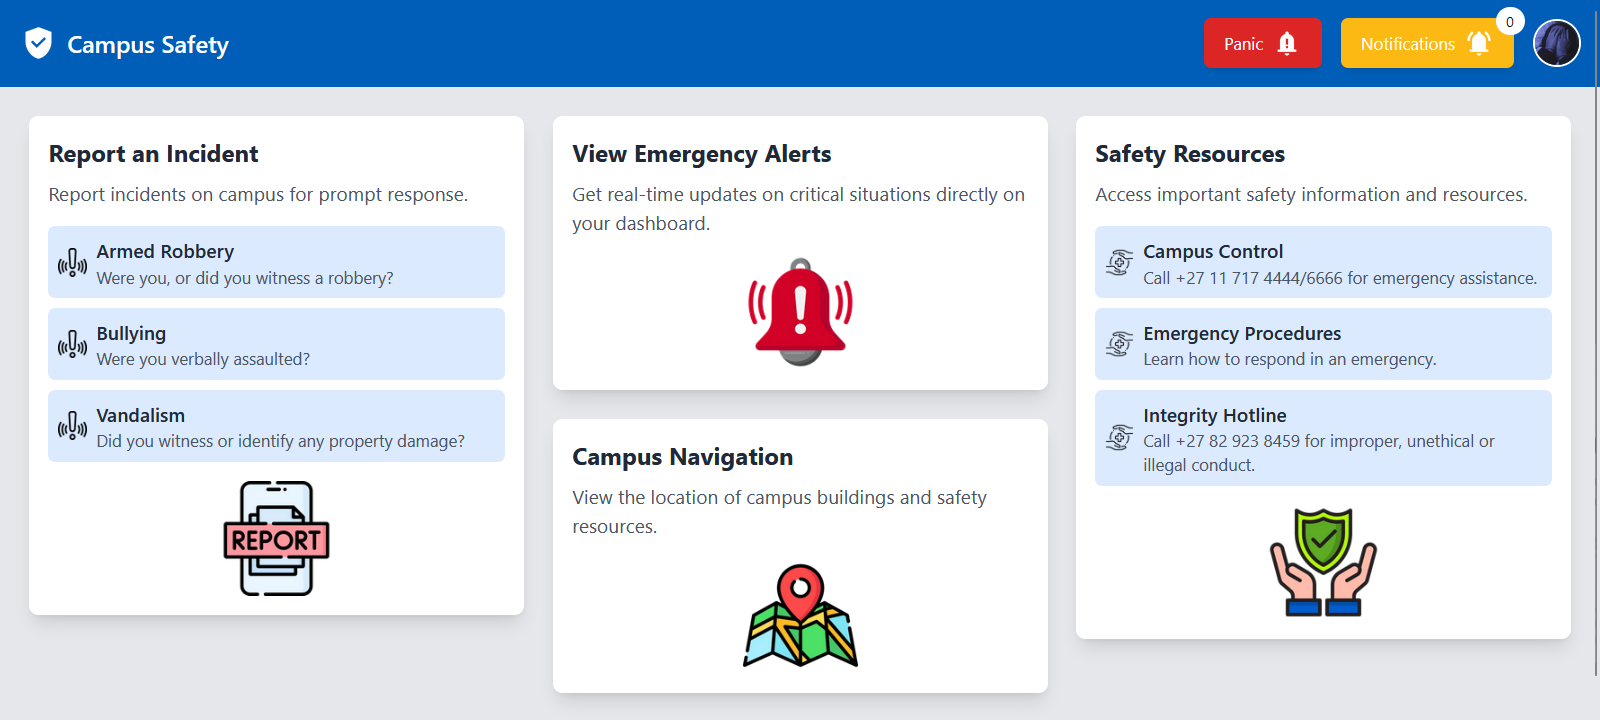 Campus Safety
Panic
Notifications
0
Report an Incident
Report incidents on campus for prompt response.
Armed Robbery
Were you, or did you witness a robbery?
Bullying
Were you verbally assaulted?
Vandalism
Did you witness or identify any property damage?
REPORT
View Emergency Alerts
Get real-time updates on critical situations directly on
your dashboard.
Campus Navigation
View the location of campus buildings and safety
resources.
Safety Resources
Access important safety information and resources.
Campus Control
Call +27 11 717 4444/6666 for emergency assistance.
Emergency Procedures
Learn how to respond in an emergency.
Integrity Hotline
Call +27 82 923 8459 for improper, unethical or
illegal conduct.